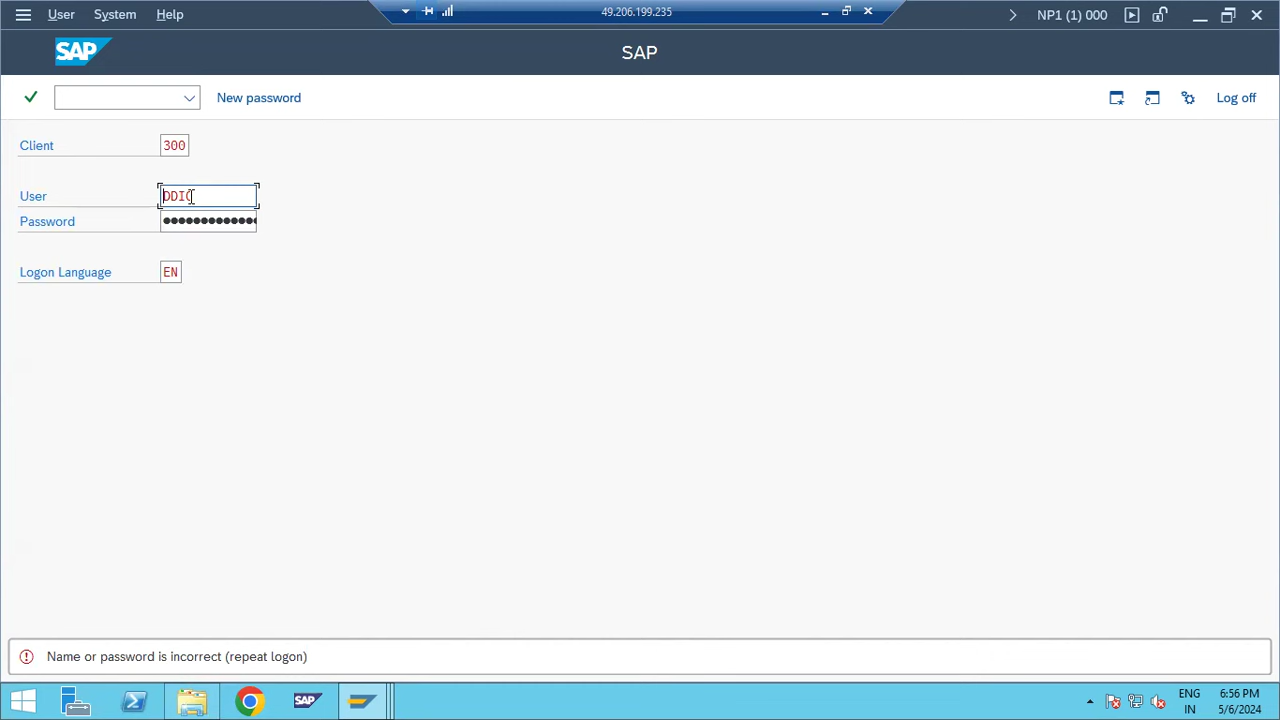 User System Help 49.206.199.235 NP1 (1) 000
SAP SAP
New password Log off
Client 300
User DDIC
Password ●●●●●●●●●●●●●
Logon Language EN
Name or password is incorrect (repeat logon)
SAP ENG 6:56 PM
IN 5/6/2024